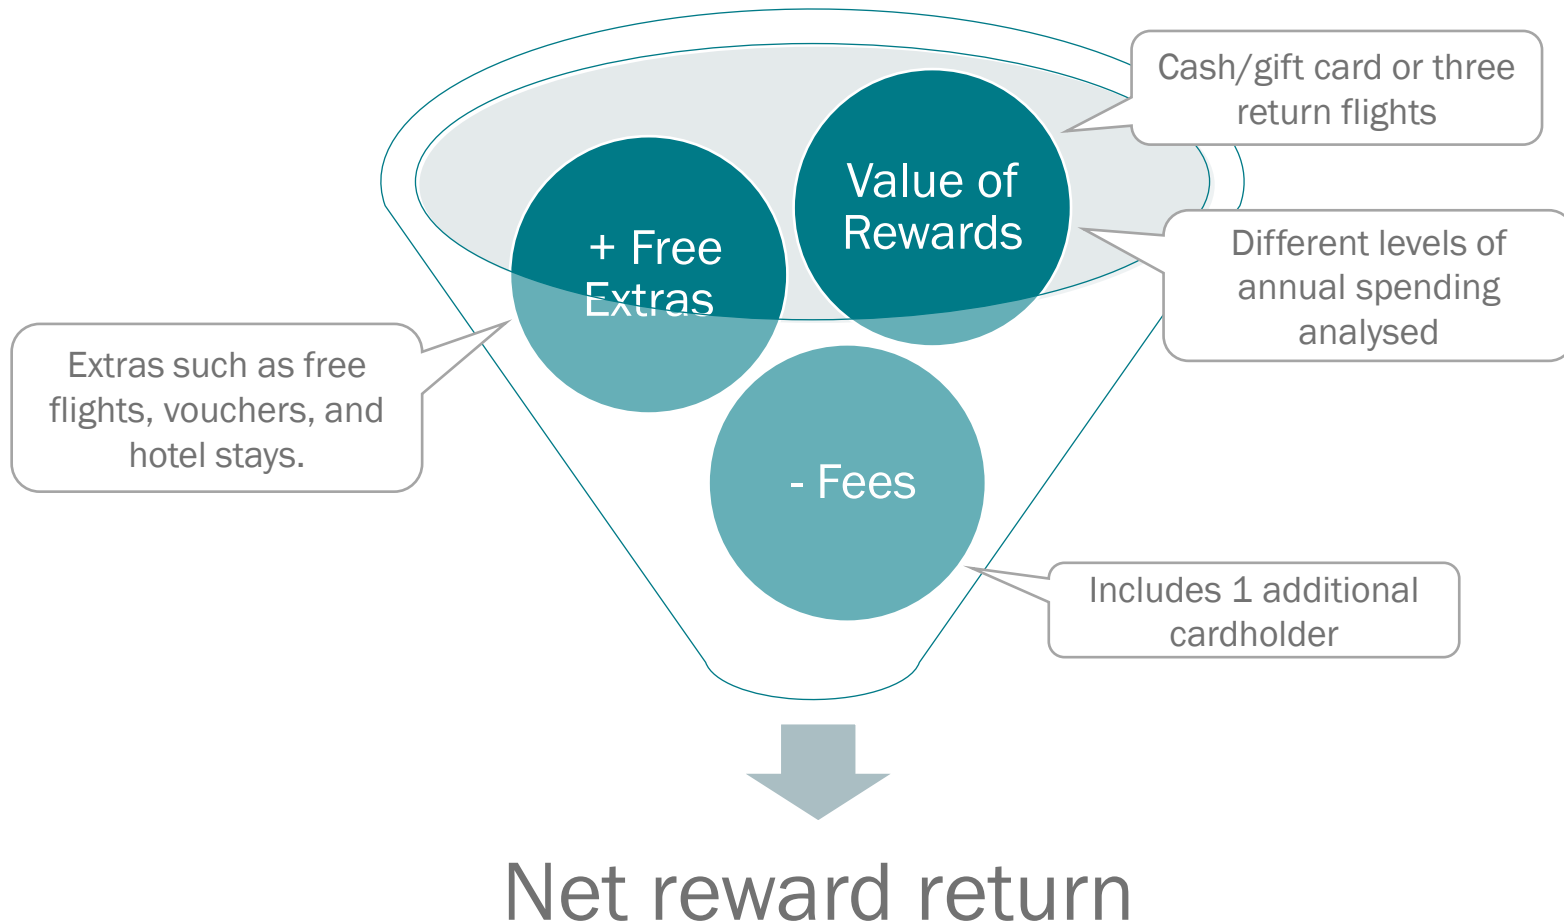 Cash/gift card or three
return flights
Value of
Rewards
+ Free
Extras
Different levels of
annual spending
analysed
Extras such as free
flights, vouchers, and
hotel stays.
- Fees
Includes 1 additional
cardholder
Net reward return